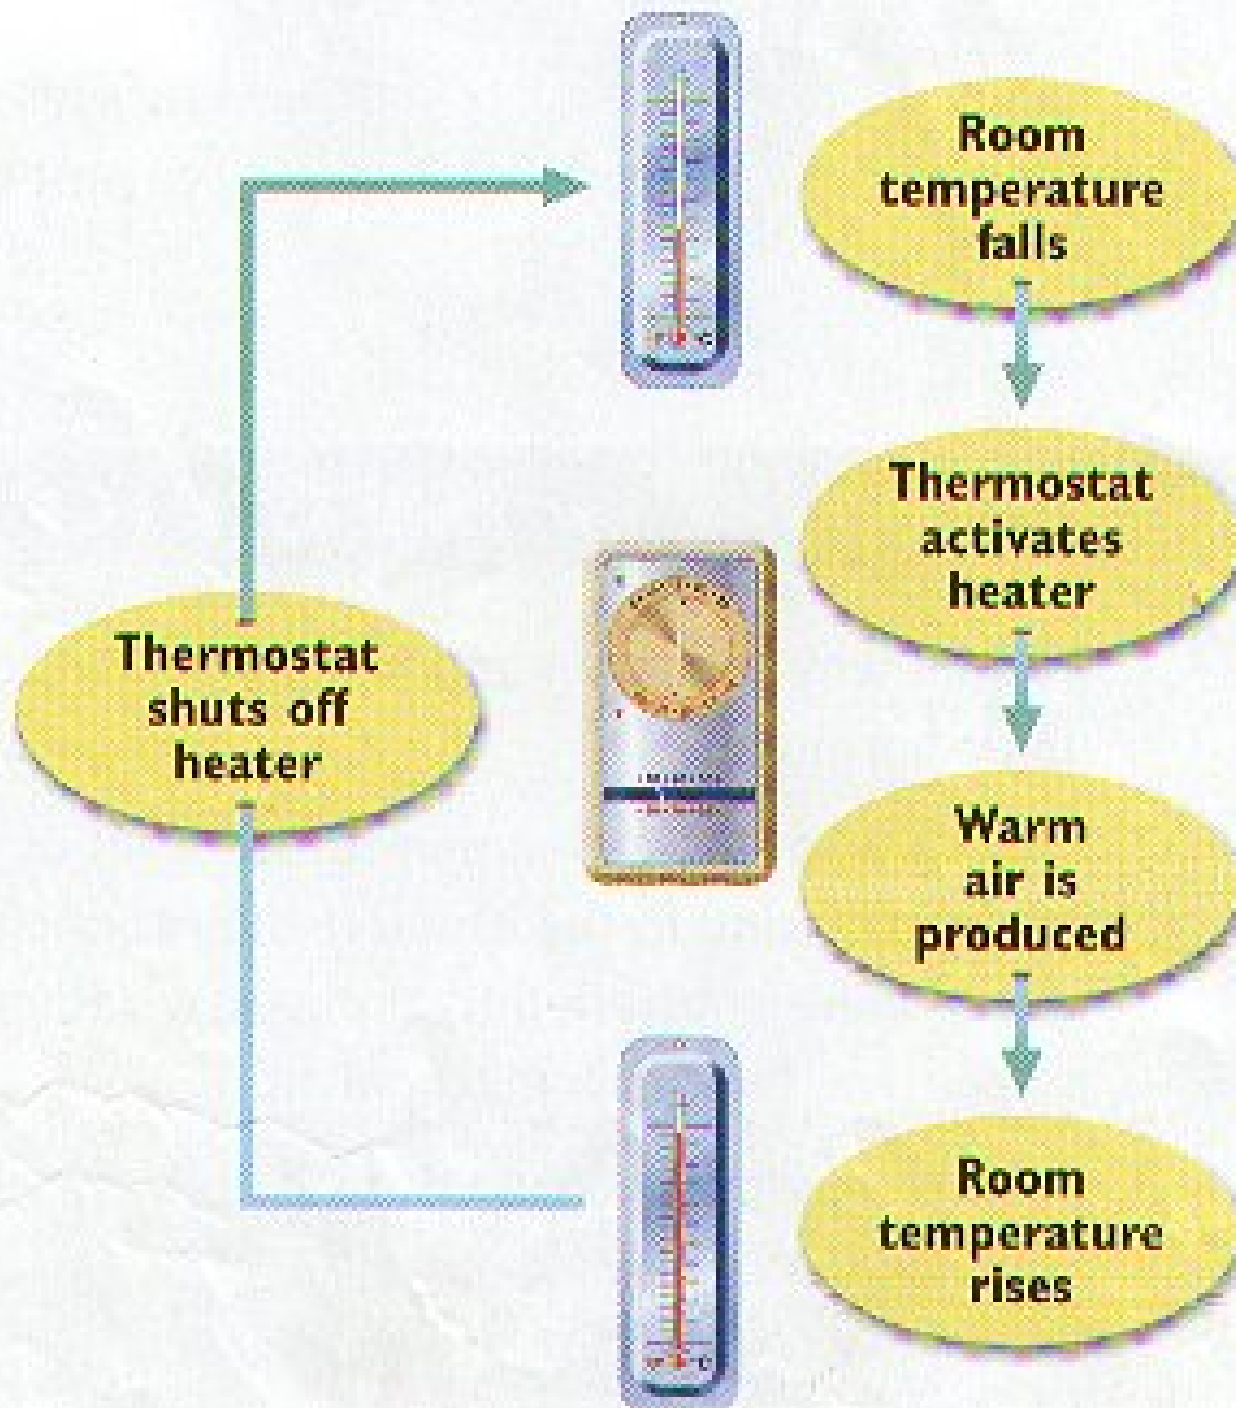 Room
temperature
falls
Thermostat
activates
heater
Thermostat
shuts off
heater
Warm
air is
produced
Room
temperature
rises